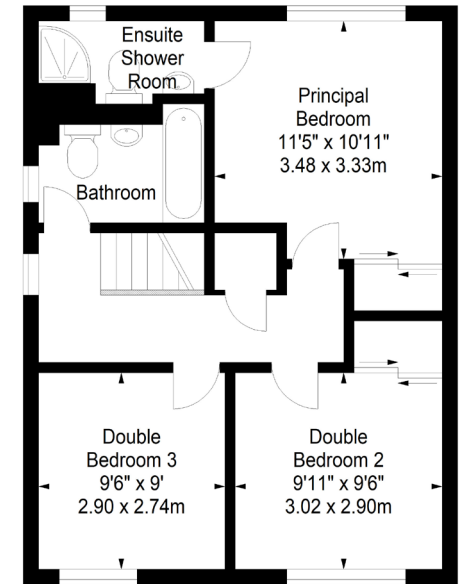 Ensuite
Shower
Room
Principal
Bedroom
11'5" x 10'11"
3.48 x 3.33m
Bathroom
Double
Bedroom 3
9'6" x 9'
2.90 x 2.74m
Double
Bedroom 2
9'11" x 9'6"
3.02 x 2.90m